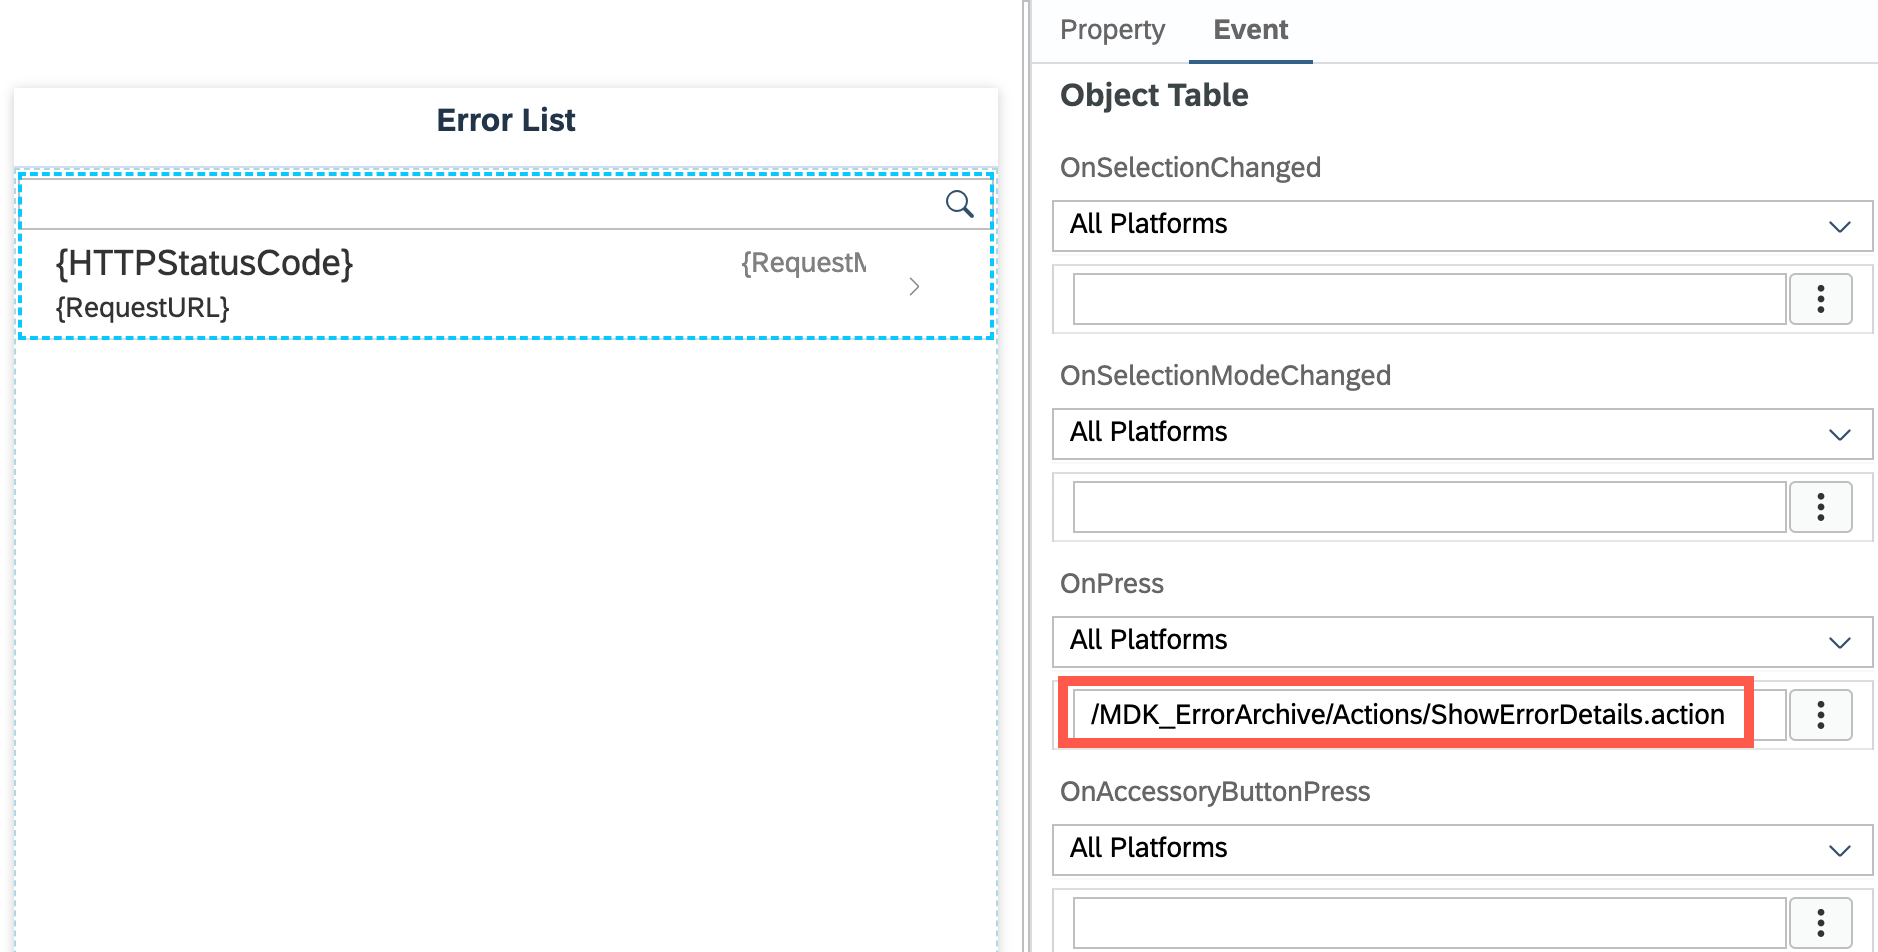 Error List
{HTTPStatusCode}
{RequestM
{RequestURL}
Property Event
Object Table
OnSelectionChanged
All Platforms
OnSelectionModeChanged
All Platforms
OnPress
All Platforms
/MDK_ErrorArchive/Actions/ShowErrorDetails.action
OnAccessoryButtonPress
All Platforms